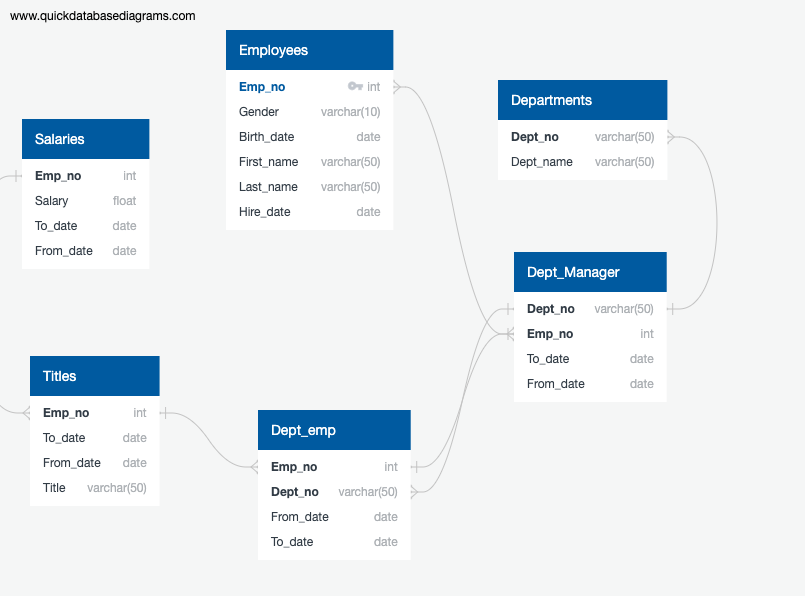 www.quickdatabasediagrams.com
Employees
Emp_no int
Gender varchar(10)
Birth_date date
First_name varchar(50)
Last_name varchar(50)
Hire_date date
Departments
Dept_no varchar(50)
Dept_name varchar(50)
Salaries
Emp_no int
Salary float
To_date date
From_date date
Dept_Manager
Dept_no varchar(50)
Emp_no int
To_date date
From_date date
Titles
Emp_no int
To_date date
From_date date
Title varchar(50)
Dept_emp
Emp_no int
Dept_no varchar(50)
From_date date
To_date date